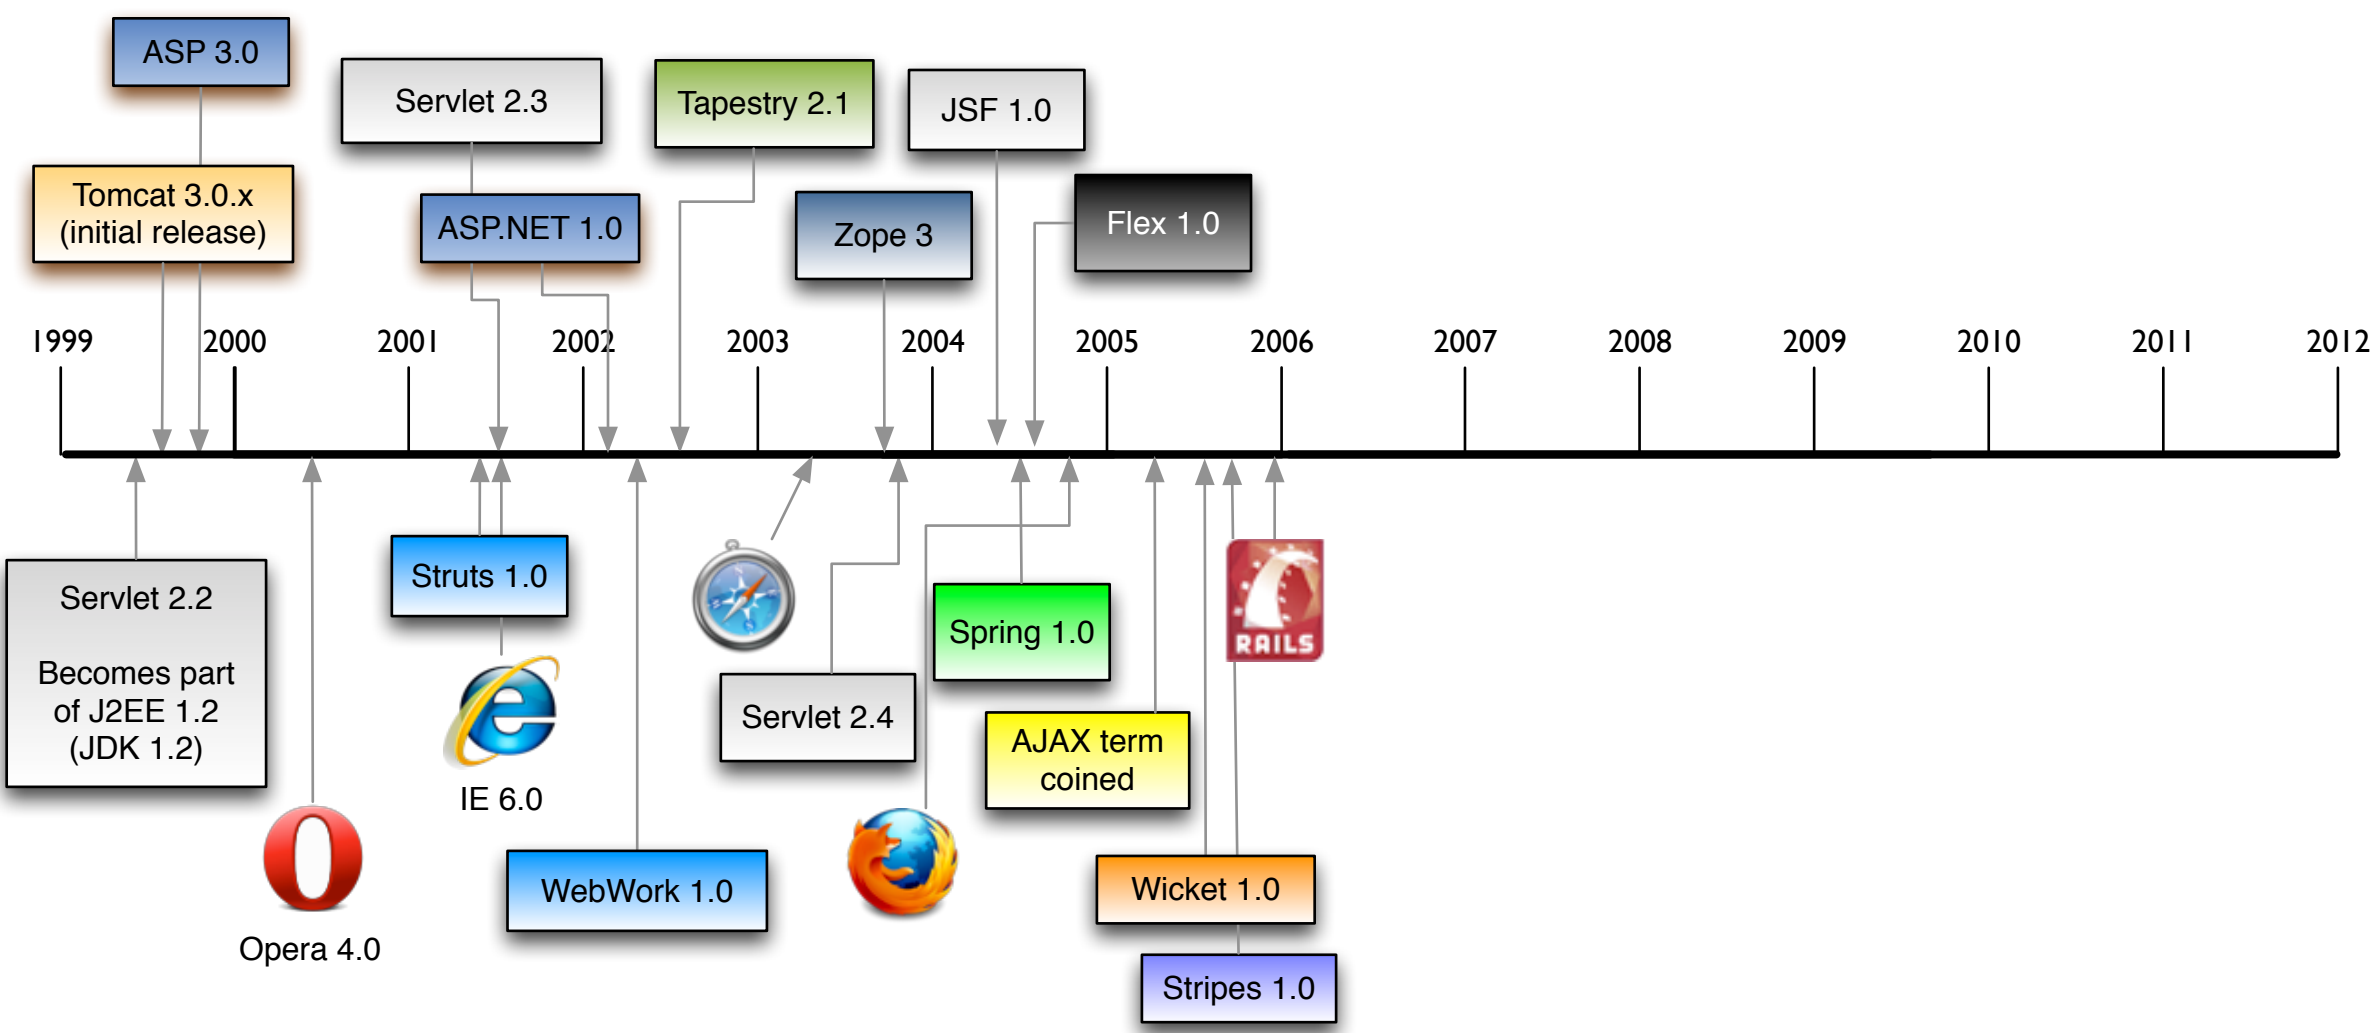 ASP 3.0
Servlet 2.3
Tapestry 2.1
JSF 1.0
Tomcat 3.0.x
(initial release)
ASP.NET 1.0
Zope 3
Flex 1.0
1999
2000
2001
2002
2003
2004
2005
2006
2007
2008
2009
2010
2011
2012
Servlet 2.2
Becomes part
of J2EE 1.2
(JDK 1.2)
Struts 1.0
Spring 1.0
RAILS
Servlet 2.4
AJAX term
coined
IE 6.0
WebWork 1.0
Wicket 1.0
Opera 4.0
Stripes 1.0